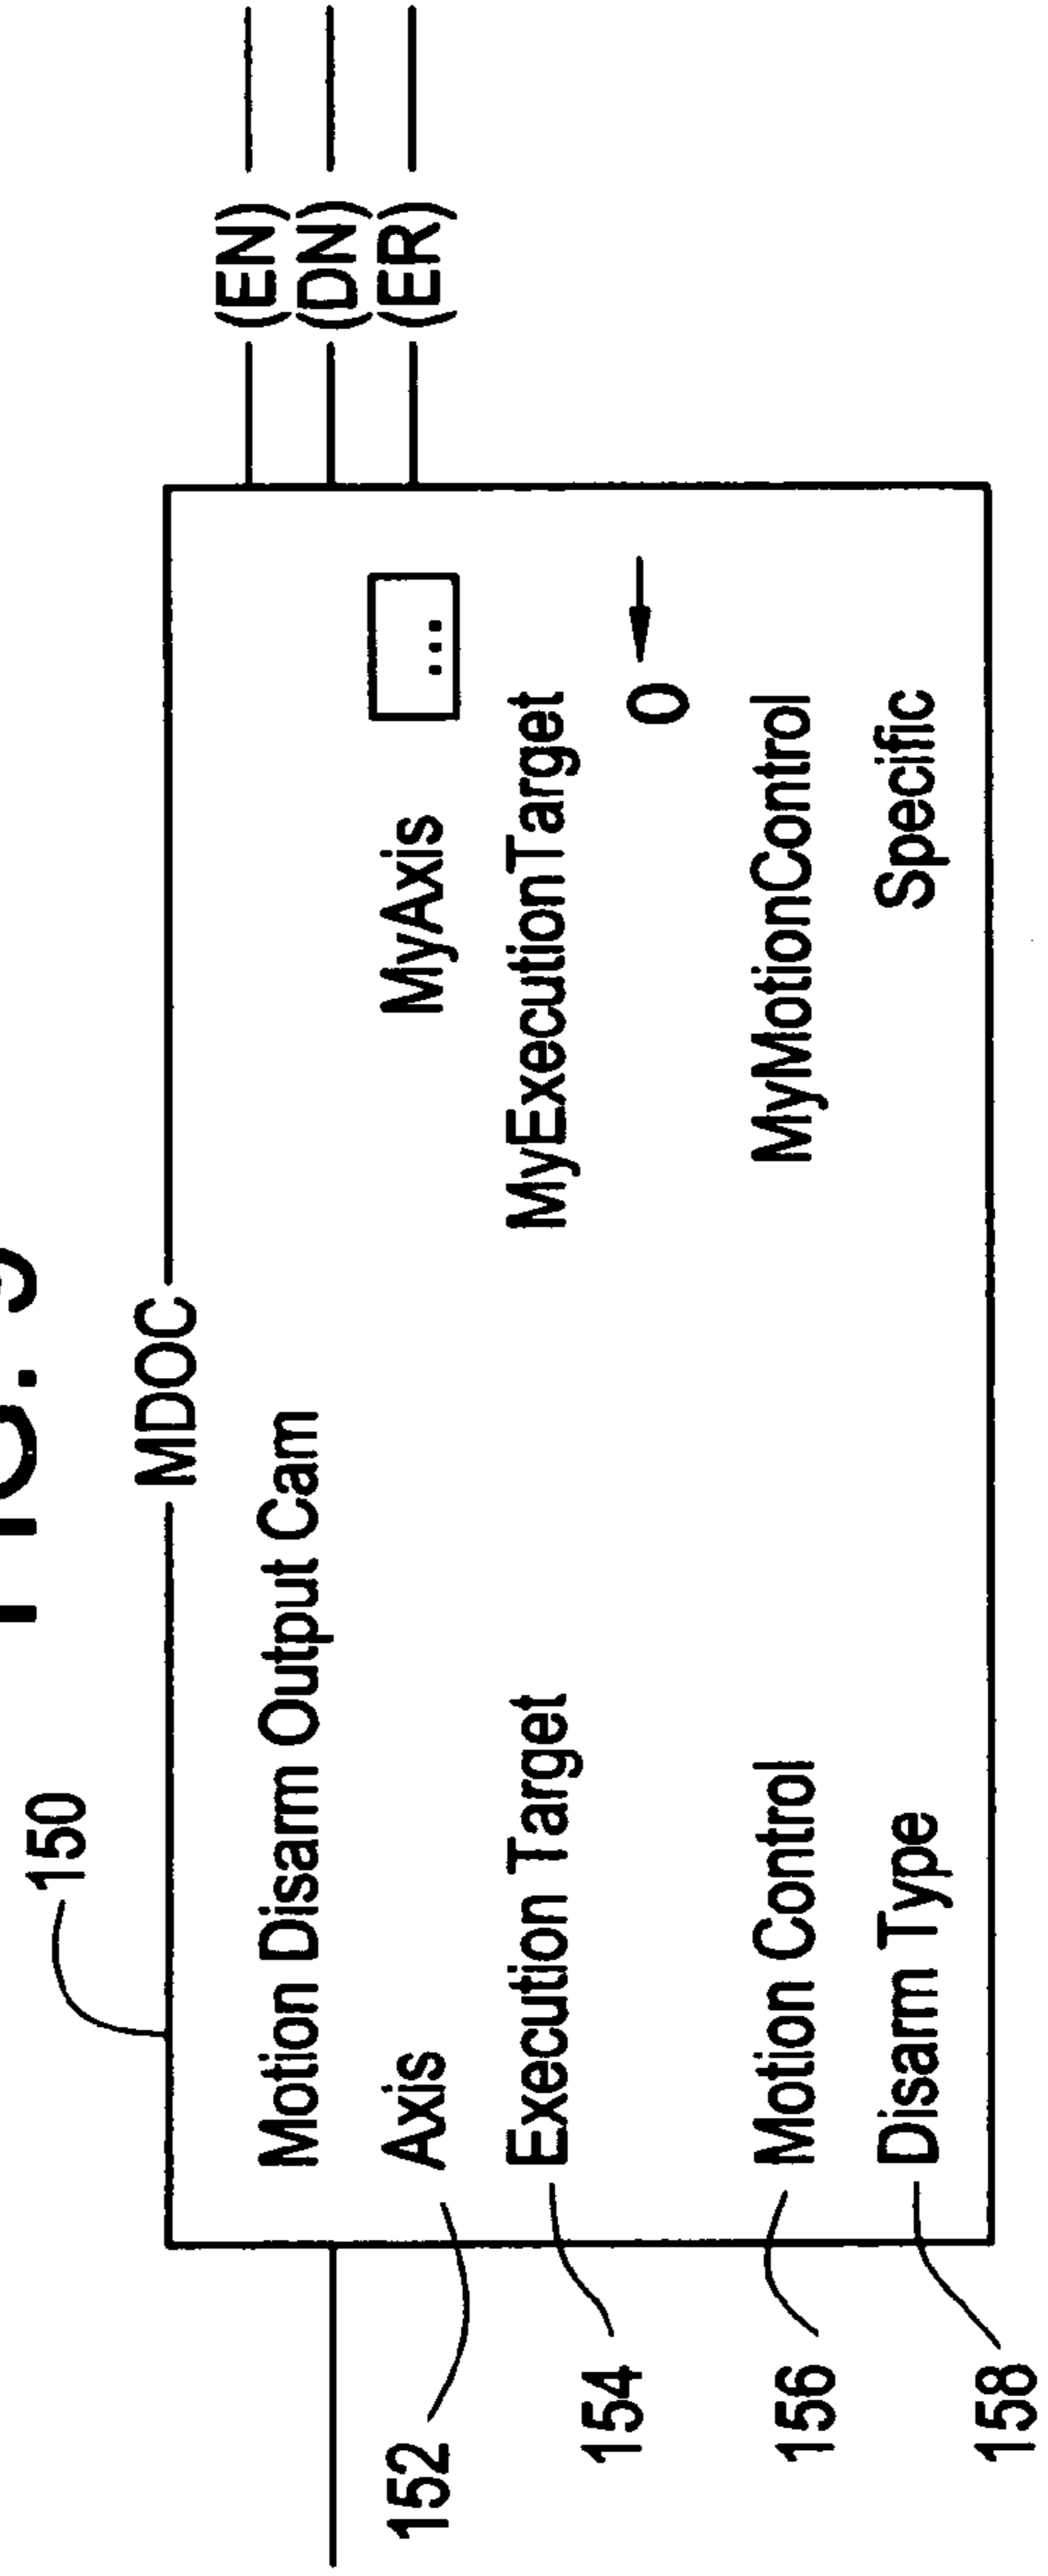 FIG.
150
MDOC
Motion Disarm Output Cam
(EN)
152
Axis
MyAxis
...
(DN)
154
Execution Target
MyExecutionTarget
(ER)
0
156
Motion Control
MyMotionControl
158
Disarm Type
Specific